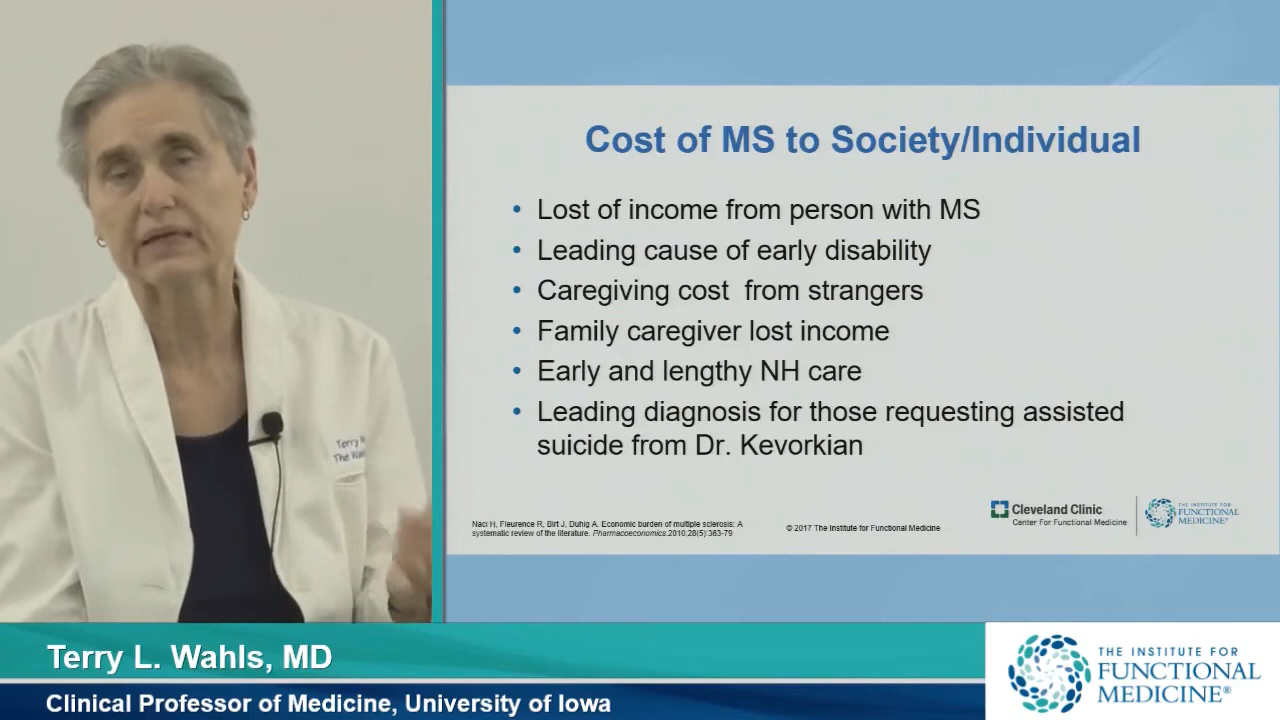 Cost of MS to Society/Individual
• Lost of income from person with MS
• Leading cause of early disability
• Caregiving cost from strangers
• Family caregiver lost income
• Early and lengthy NH care
• Leading diagnosis for those requesting assisted
suicide from Dr. Kevorkian
Terry
The
Naci H, Fleurence R, Birt J, Duhig A. Economic burden of multiple sclerosis: A
systematic review of the literature. Pharmacoeconomics.2010;28(5):363-79
© 2017 The Institute for Functional Medicine
Cleveland Clinic
Center For Functional Medicine
THE INSTITUTE FOR
FUNCTIONAL
MEDICINE®
Terry L. Wahls, MD
Clinical Professor of Medicine, University of Iowa
THE INSTITUTE FOR
FUNCTIONAL
MEDICINE®